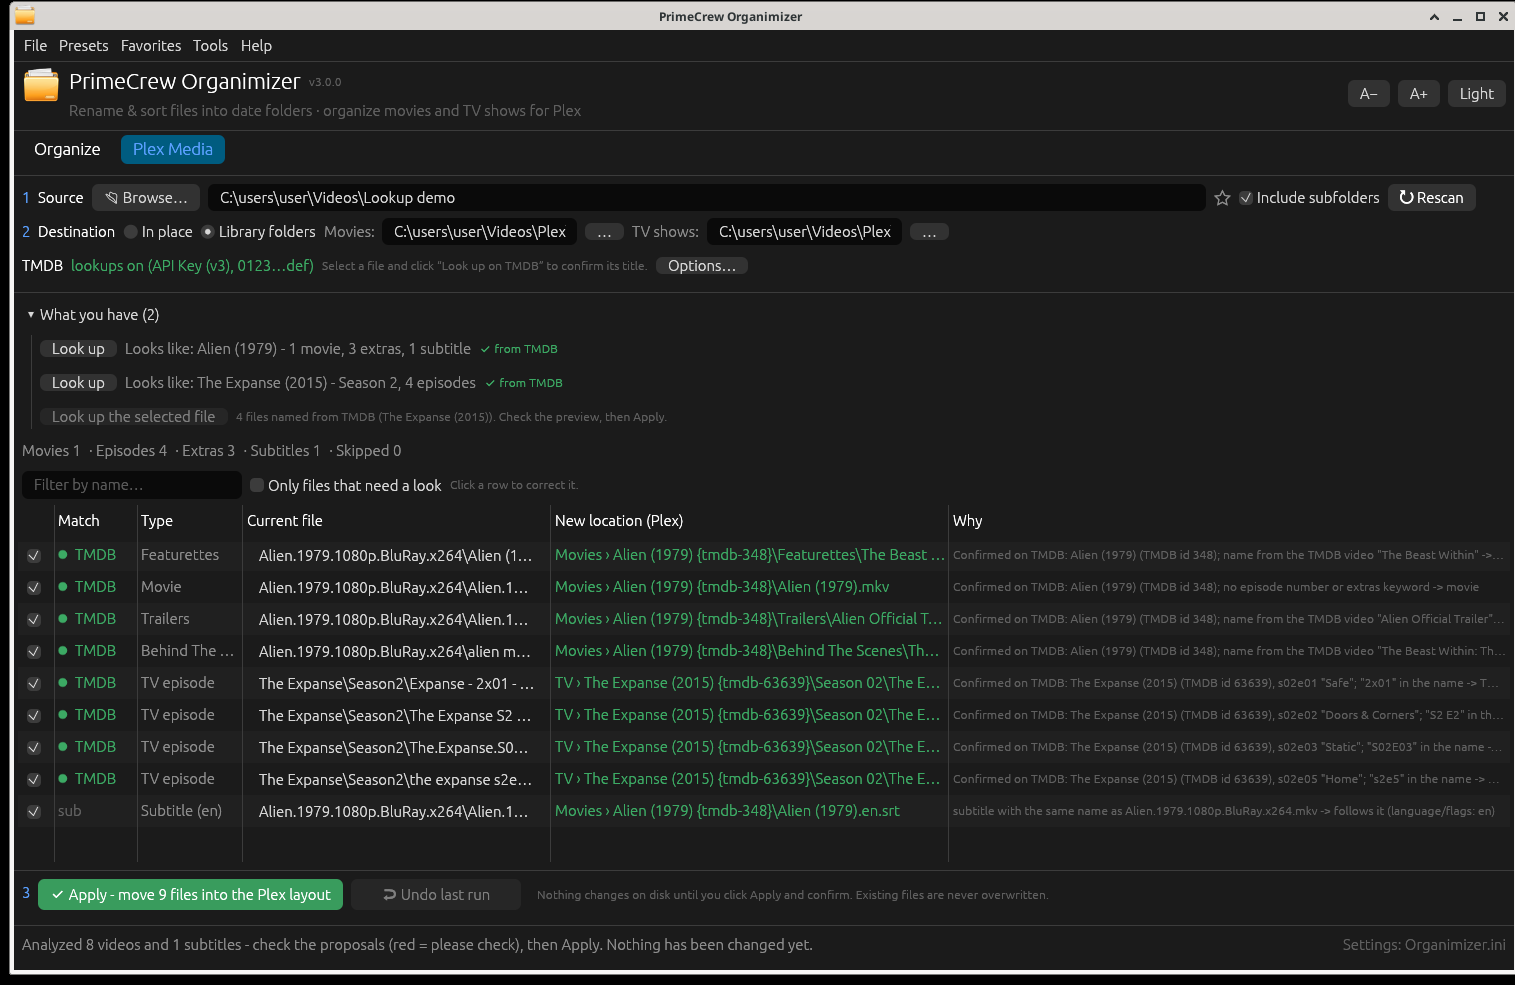 PrimeCrew Organimizer
File Presets Favorites Tools Help
PrimeCrew Organimizer v3.0.0
Rename & sort files into date folders · organize movies and TV shows for Plex
A− A+ Light
Organize Plex Media
1 Source Browse… C:\users\user\Videos\Lookup demo Include subfolders Rescan
2 Destination In place Library folders Movies: C:\users\user\Videos\Plex … TV shows: C:\users\user\Videos\Plex …
TMDB lookups on (API Key (v3), 0123…def) Select a file and click “Look up on TMDB” to confirm its title. Options…
What you have (2)
Look up Looks like: Alien (1979) - 1 movie, 3 extras, 1 subtitle ✓ from TMDB
Look up Looks like: The Expanse (2015) - Season 2, 4 episodes ✓ from TMDB
Look up the selected file 4 files named from TMDB (The Expanse (2015)). Check the preview, then Apply.
Movies 1 · Episodes 4 · Extras 3 · Subtitles 1 · Skipped 0
Filter by name… Only files that need a look Click a row to correct it.
Match Type Current file New location (Plex) Why
TMDB Featurettes Alien.1979.1080p.BluRay.x264\Alien (1… Movies › Alien (1979) {tmdb-348}\Featurettes\The Beast … Confirmed on TMDB: Alien (1979) (TMDB id 348); name from the TMDB video "The Beast Within" ->…
TMDB Movie Alien.1979.1080p.BluRay.x264\Alien.1… Movies › Alien (1979) {tmdb-348}\Alien (1979).mkv Confirmed on TMDB: Alien (1979) (TMDB id 348); no episode number or extras keyword -> movie
TMDB Trailers Alien.1979.1080p.BluRay.x264\Alien.1… Movies › Alien (1979) {tmdb-348}\Trailers\Alien Official T… Confirmed on TMDB: Alien (1979) (TMDB id 348); name from the TMDB video "Alien Official Trailer"…
TMDB Behind The … Alien.1979.1080p.BluRay.x264\alien m… Movies › Alien (1979) {tmdb-348}\Behind The Scenes\Th… Confirmed on TMDB: Alien (1979) (TMDB id 348); name from the TMDB video "The Beast Within: Th…
TMDB TV episode The Expanse\Season2\Expanse - 2x01 - … TV › The Expanse (2015) {tmdb-63639}\Season 02\The E… Confirmed on TMDB: The Expanse (2015) (TMDB id 63639), s02e01 "Safe"; "2x01" in the name -> T…
TMDB TV episode The Expanse\Season2\The Expanse S2 … TV › The Expanse (2015) {tmdb-63639}\Season 02\The E… Confirmed on TMDB: The Expanse (2015) (TMDB id 63639), s02e02 "Doors & Corners"; "S2 E2" in th…
TMDB TV episode The Expanse\Season2\The.Expanse.S0… TV › The Expanse (2015) {tmdb-63639}\Season 02\The E… Confirmed on TMDB: The Expanse (2015) (TMDB id 63639), s02e03 "Static"; "S02E03" in the name -…
TMDB TV episode The Expanse\Season2\the expanse s2e… TV › The Expanse (2015) {tmdb-63639}\Season 02\The E… Confirmed on TMDB: The Expanse (2015) (TMDB id 63639), s02e05 "Home"; "s2e5" in the name -> …
sub Subtitle (en) Alien.1979.1080p.BluRay.x264\Alien.1… Movies › Alien (1979) {tmdb-348}\Alien (1979).en.srt subtitle with the same name as Alien.1979.1080p.BluRay.x264.mkv -> follows it (language/flags: en)
3 ✓ Apply - move 9 files into the Plex layout Undo last run Nothing changes on disk until you click Apply and confirm. Existing files are never overwritten.
Analyzed 8 videos and 1 subtitles - check the proposals (red = please check), then Apply. Nothing has been changed yet. Settings: Organimizer.ini